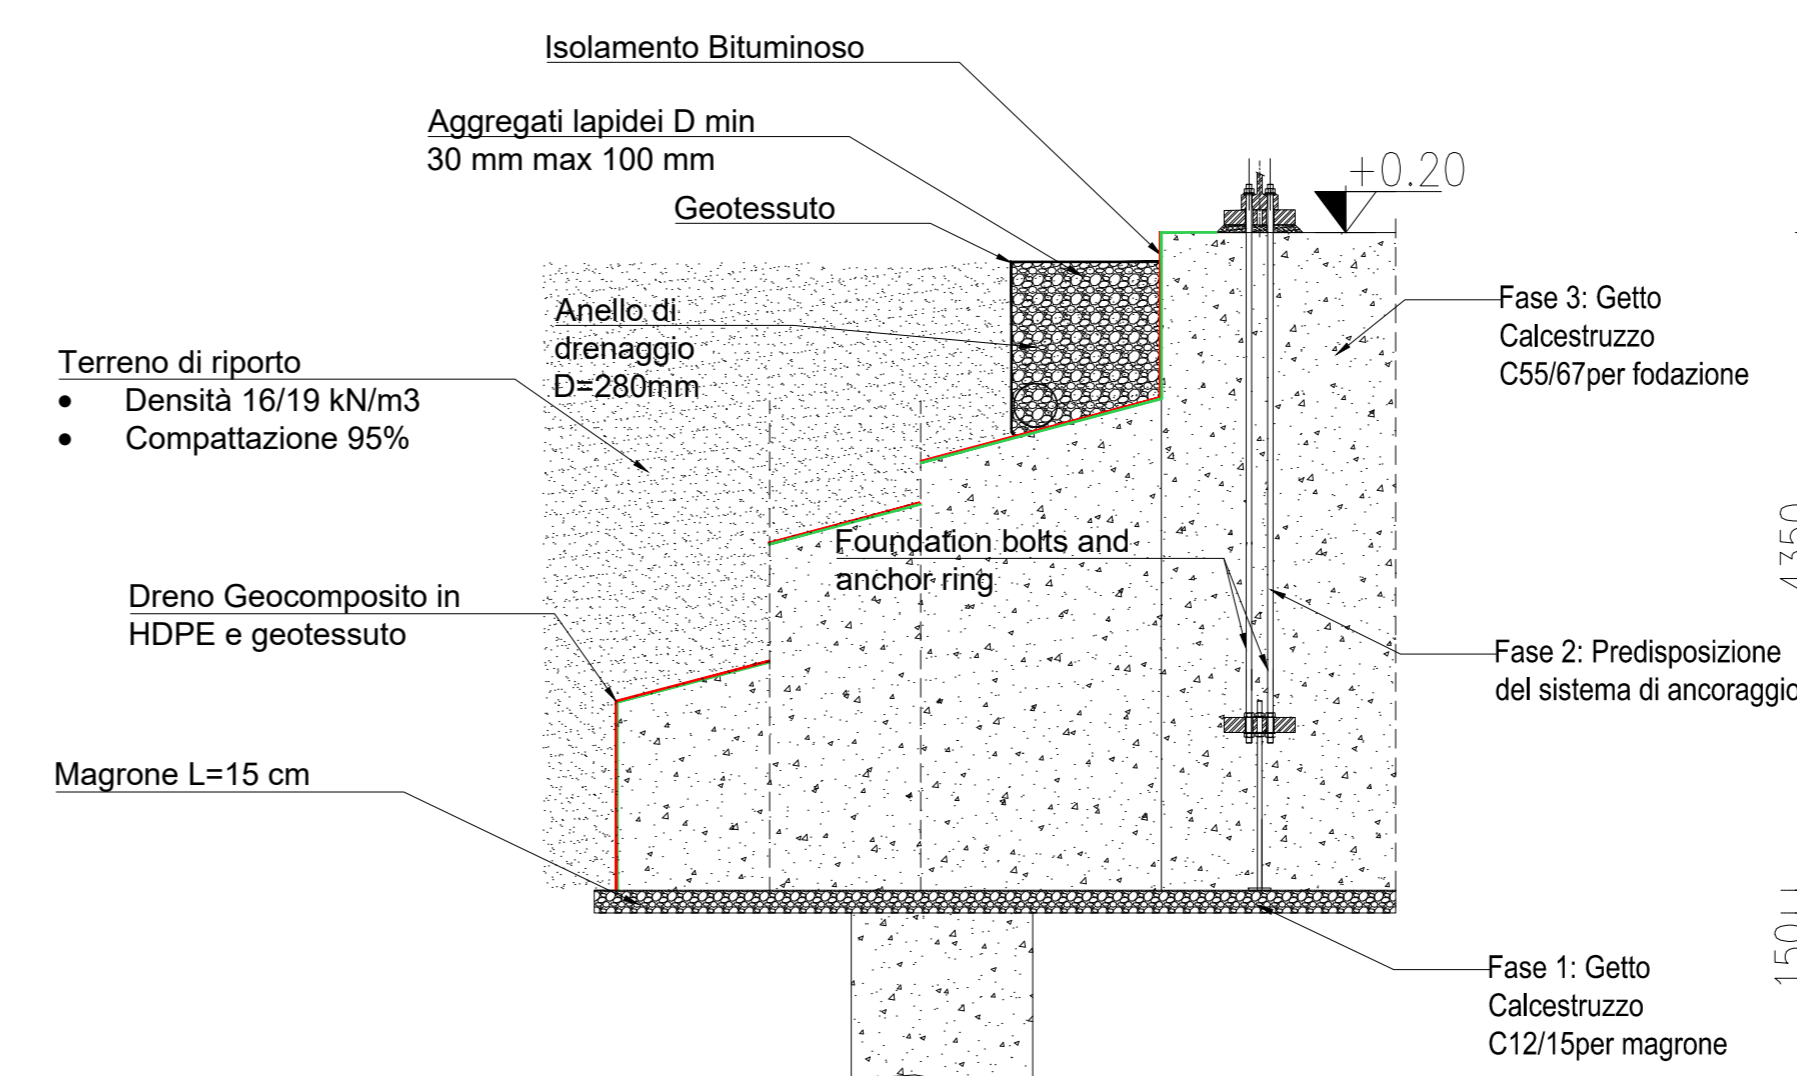 Isolamento Bituminoso
Aggregati lapidei D min
30 mm max 100 mm
Geotessuto
+0.20
Anello di
drenaggio
D=280mm
Fase 3: Getto
Calcestruzzo
C55/67per fodazione
Terreno di riporto
• Densità 16/19 kN/m3
• Compattazione 95%
Foundation bolts and
anchor ring
Dreno Geocomposito in
HDPE e geotessuto
Fase 2: Predisposizione
del sistema di ancoraggio
Magrone L=15 cm
Fase 1: Getto
Calcestruzzo
C12/15per magrone
150